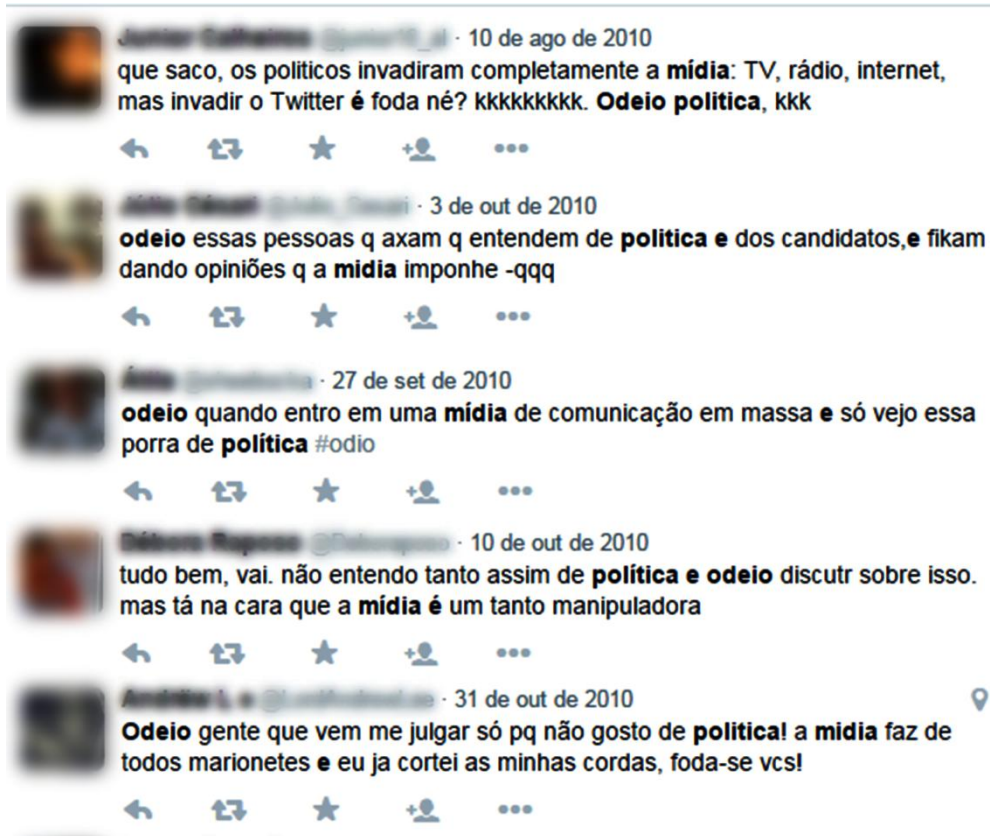 · 10 de ago de 2010
que saco, os politicos invadiram completamente a mídia: TV, rádio, internet,
mas invadir o Twitter é foda né? kkkkkkkkk. Odeio politica, kkk
· 3 de out de 2010
odeio essas pessoas q axam q entendem de politica e dos candidatos,e fikam
dando opiniões q a midia imponhe -qqq
· 27 de set de 2010
odeio quando entro em uma mídia de comunicação em massa e só vejo essa
porra de política #odio
· 10 de out de 2010
tudo bem, vai. não entendo tanto assim de política e odeio discutr sobre isso.
mas tá na cara que a mídia é um tanto manipuladora
· 31 de out de 2010
Odeio gente que vem me julgar só pq não gosto de politica! a midia faz de
todos marionetes e eu ja cortei as minhas cordas, foda-se vcs!